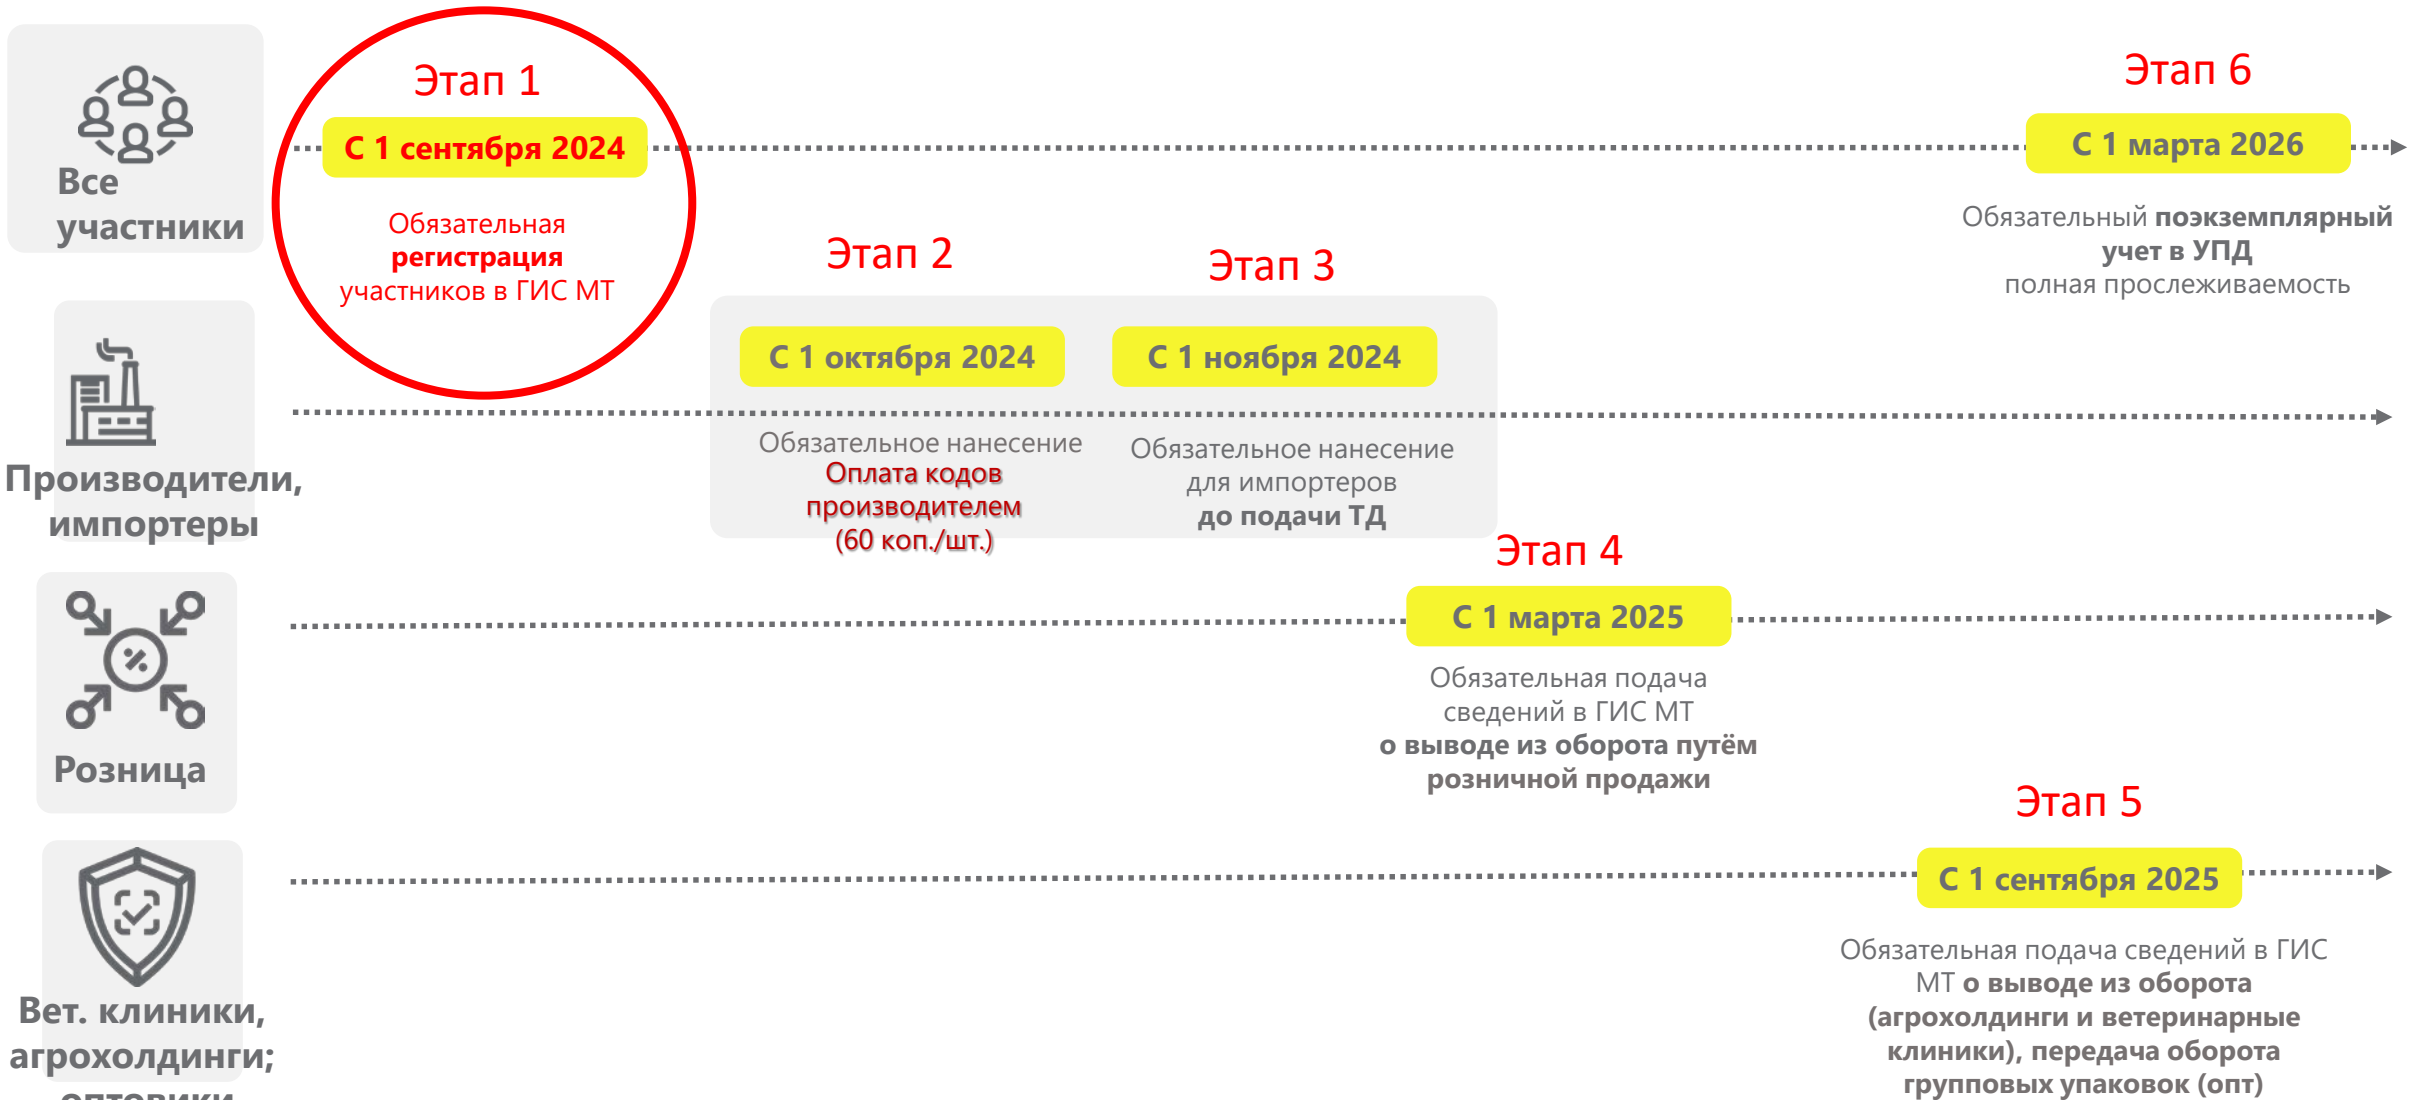 Все
участники
Этап 1
С 1 сентября 2024
Обязательная
регистрация
участников в ГИС МТ
Этап 6
С 1 марта 2026
Обязательный поэкземплярный
учет в УПД
полная прослеживаемость
Производители,
импортеры
Этап 2
С 1 октября 2024
Обязательное нанесение
Оплата кодов
производителем
(60 коп./шт.)
Этап 3
С 1 ноября 2024
Обязательное нанесение
для импортеров
до подачи ТД
Розница
Этап 4
С 1 марта 2025
Обязательная подача
сведений в ГИС МТ
о выводе из оборота путём
розничной продажи
Вет. клиники,
агрохолдинги;
оптовики
Этап 5
С 1 сентября 2025
Обязательная подача сведений в ГИС
МТ о выводе из оборота
(агрохолдинги и ветеринарные
клиники), передача оборота
групповых упаковок (опт)